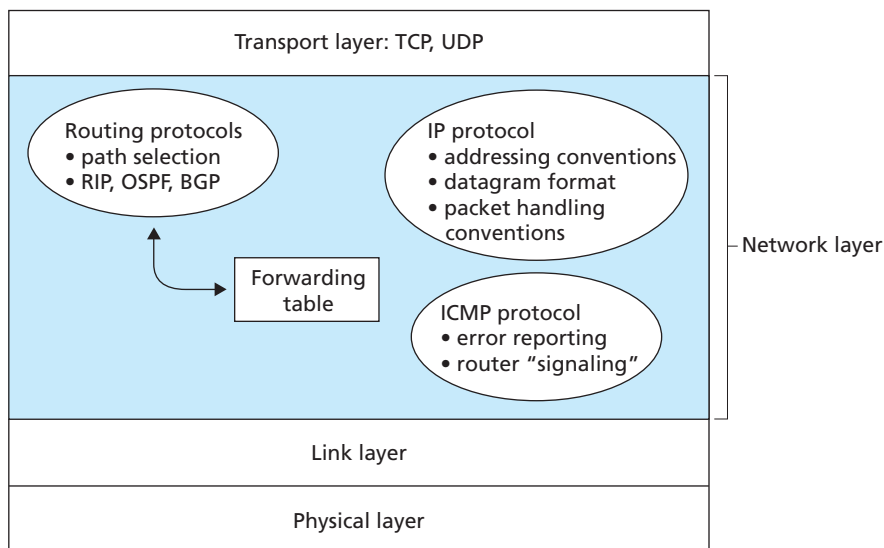 Transport layer: TCP, UDP
Routing protocols
• path selection
• RIP, OSPF, BGP
IP protocol
• addressing conventions
• datagram format
• packet handling
conventions
Network layer
Forwarding
table
ICMP protocol
• error reporting
• router “signaling”
Link layer
Physical layer